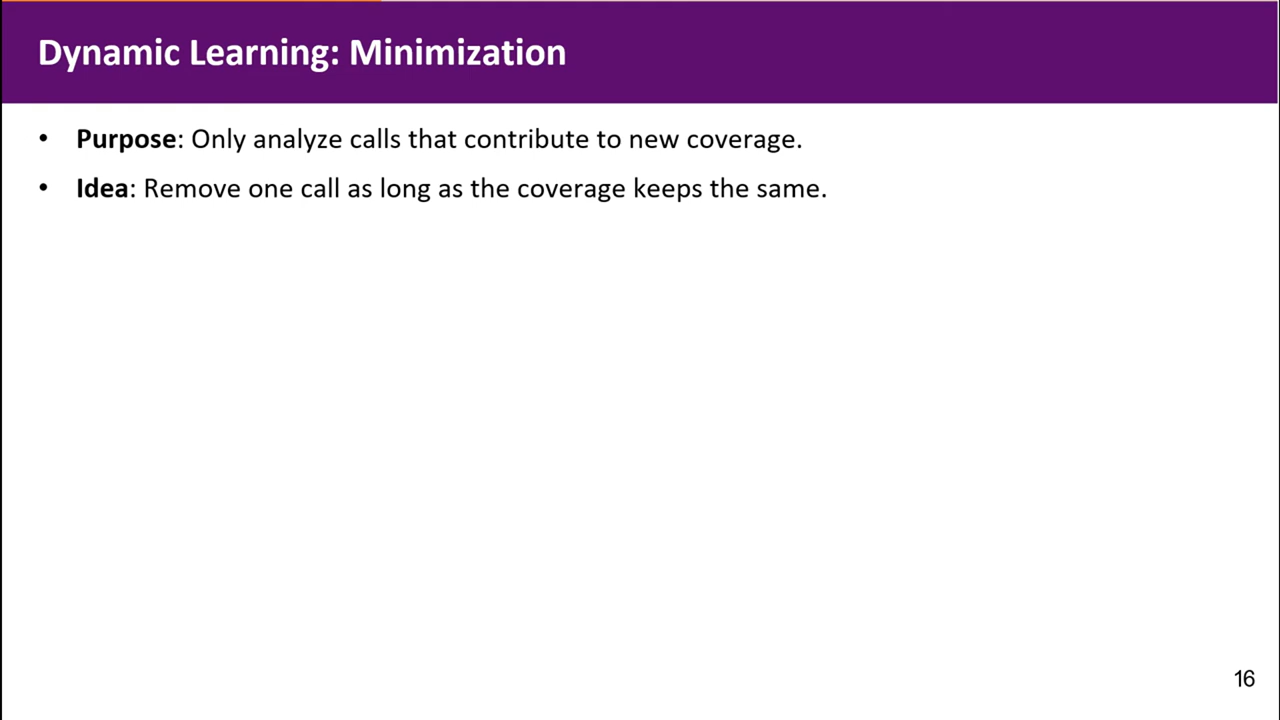 Dynamic Learning: Minimization
• Purpose: Only analyze calls that contribute to new coverage.
• Idea: Remove one call as long as the coverage keeps the same.
16